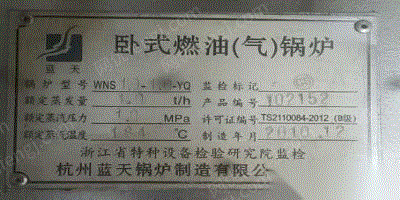 卧式燃油(气)锅炉
蓝天
锅炉型号 WNS -YQ 监检标记
额定蒸发量 t/h 产品编号 102152
额定蒸汽压力 MPa 许可证编号 TS2110084-2012 (B级)
额定蒸汽温度 184 ℃ 制造年月 2010.12
浙江省特种设备检验研究院监检
杭州蓝天锅炉制造有限公